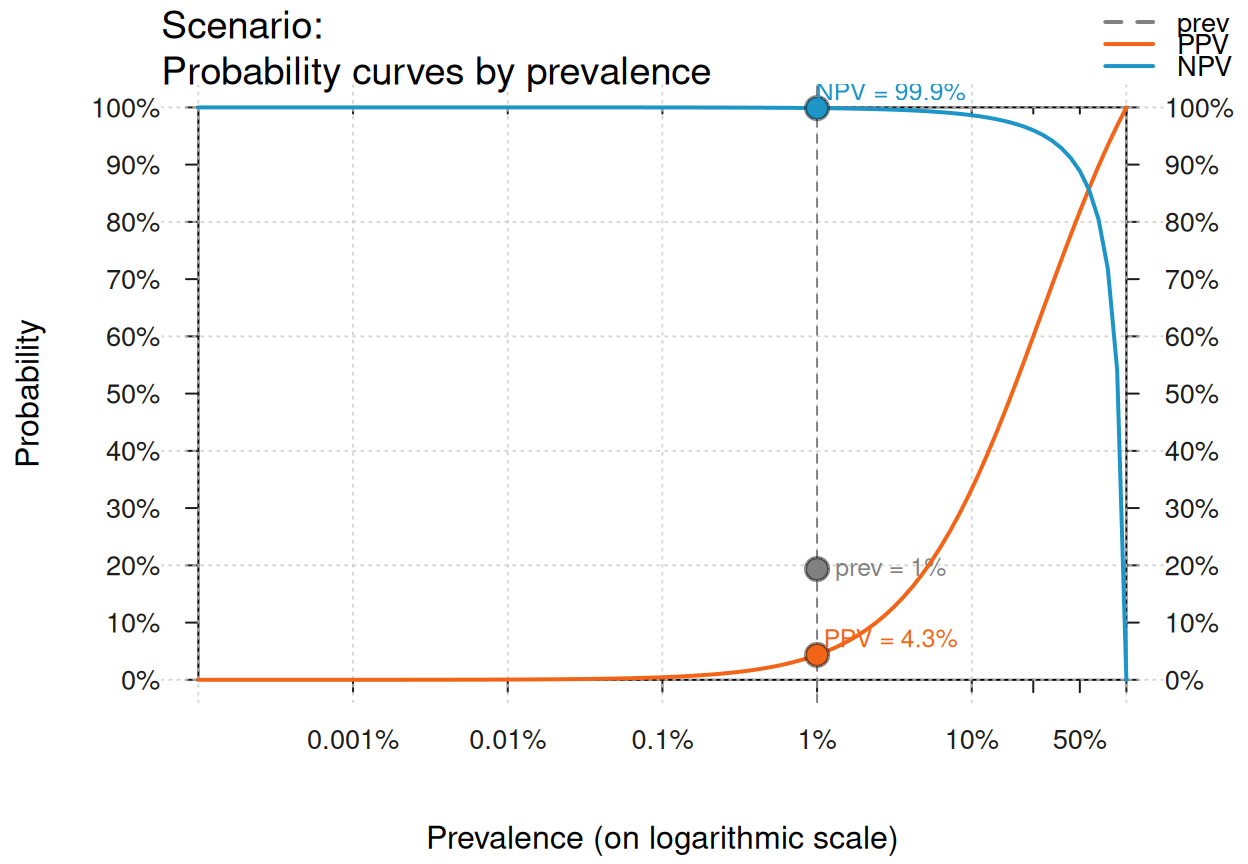 Scenario:
Probability curves by prevalence
prev
PPV
NPV
NPV = 99.9%
100%
90%
80%
70%
60%
50%
40%
30%
20%
10%
0%
100%
90%
80%
70%
60%
50%
40%
30%
20%
10%
0%
prev = 1%
PPV = 4.3%
Probability
0.001%
0.01%
0.1%
1%
10%
50%
Prevalence (on logarithmic scale)